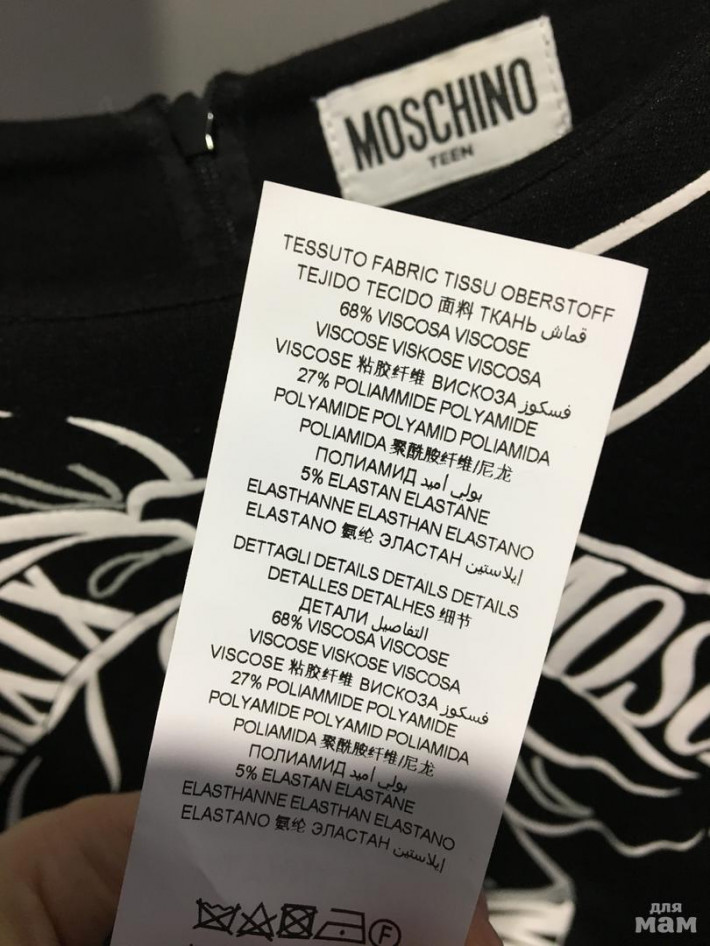 MOSCHINO
TEEN
TESSUTO FABRIC TISSU OBERSTOFF
TEJIDO TECIDO 面料 ТКАНЬ قماش
68% VISCOSA VISCOSE
VISCOSE VISKOSE VISCOSA
VISCOSE 粘胶纤维 ВИСКОЗА فسكوز
27% POLIAMMIDE POLYAMIDE
POLYAMIDE POLYAMID POLIAMIDA
POLIAMIDA 聚酰胺纤维/尼龙
ПОЛИАМИД بولي اميد
5% ELASTAN ELASTANE
ELASTHANNE ELASTHAN ELASTANO
ELASTANO 氨纶 ЭЛАСТАН ايلاستين
DETTAGLI DETAILS DETAILS DETAILS
DETALLES DETALHES 细节
ДЕТАЛИ التفاصيل
68% VISCOSA VISCOSE
VISCOSE VISKOSE VISCOSA
VISCOSE 粘胶纤维 ВИСКОЗА فسكوز
27% POLIAMMIDE POLYAMIDE
POLYAMIDE POLYAMID POLIAMIDA
POLIAMIDA 聚酰胺纤维/尼龙
ПОЛИАМИД بولي اميد
5% ELASTAN ELASTANE
ELASTHANNE ELASTHAN ELASTANO
ELASTANO 氨纶 ЭЛАСТАН ايلاستين
F
для
мам